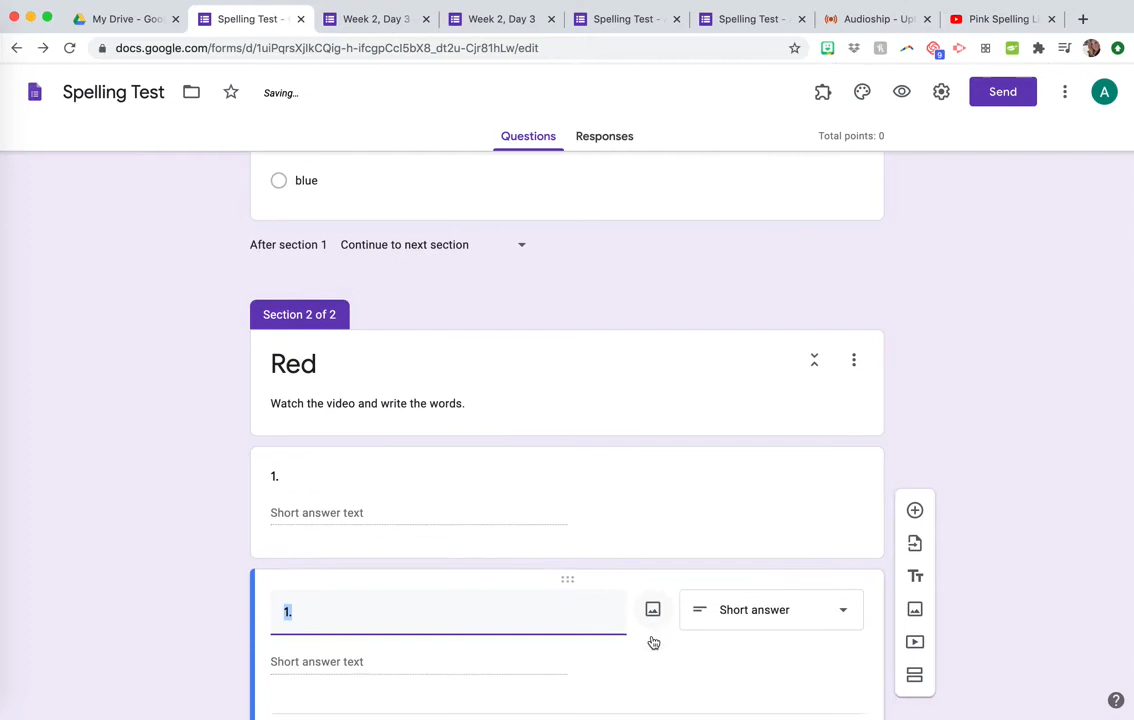 My Drive - Goo
Spelling Test -
Week 2, Day 3
Week 2, Day 3
Spelling Test -
Spelling Test -
Audioship - Up
Pink Spelling Li
docs.google.com/forms/d/1uiPqrsXjlkCQig-h-ifcgpCcI5bX8_dt2u-Cjr81hLw/edit
9
Spelling Test
Saving...
Send
A
Questions
Responses
Total points: 0
blue
After section 1
Continue to next section
Section 2 of 2
Red
Watch the video and write the words.
1.
Short answer text
1.
Short answer
Short answer text